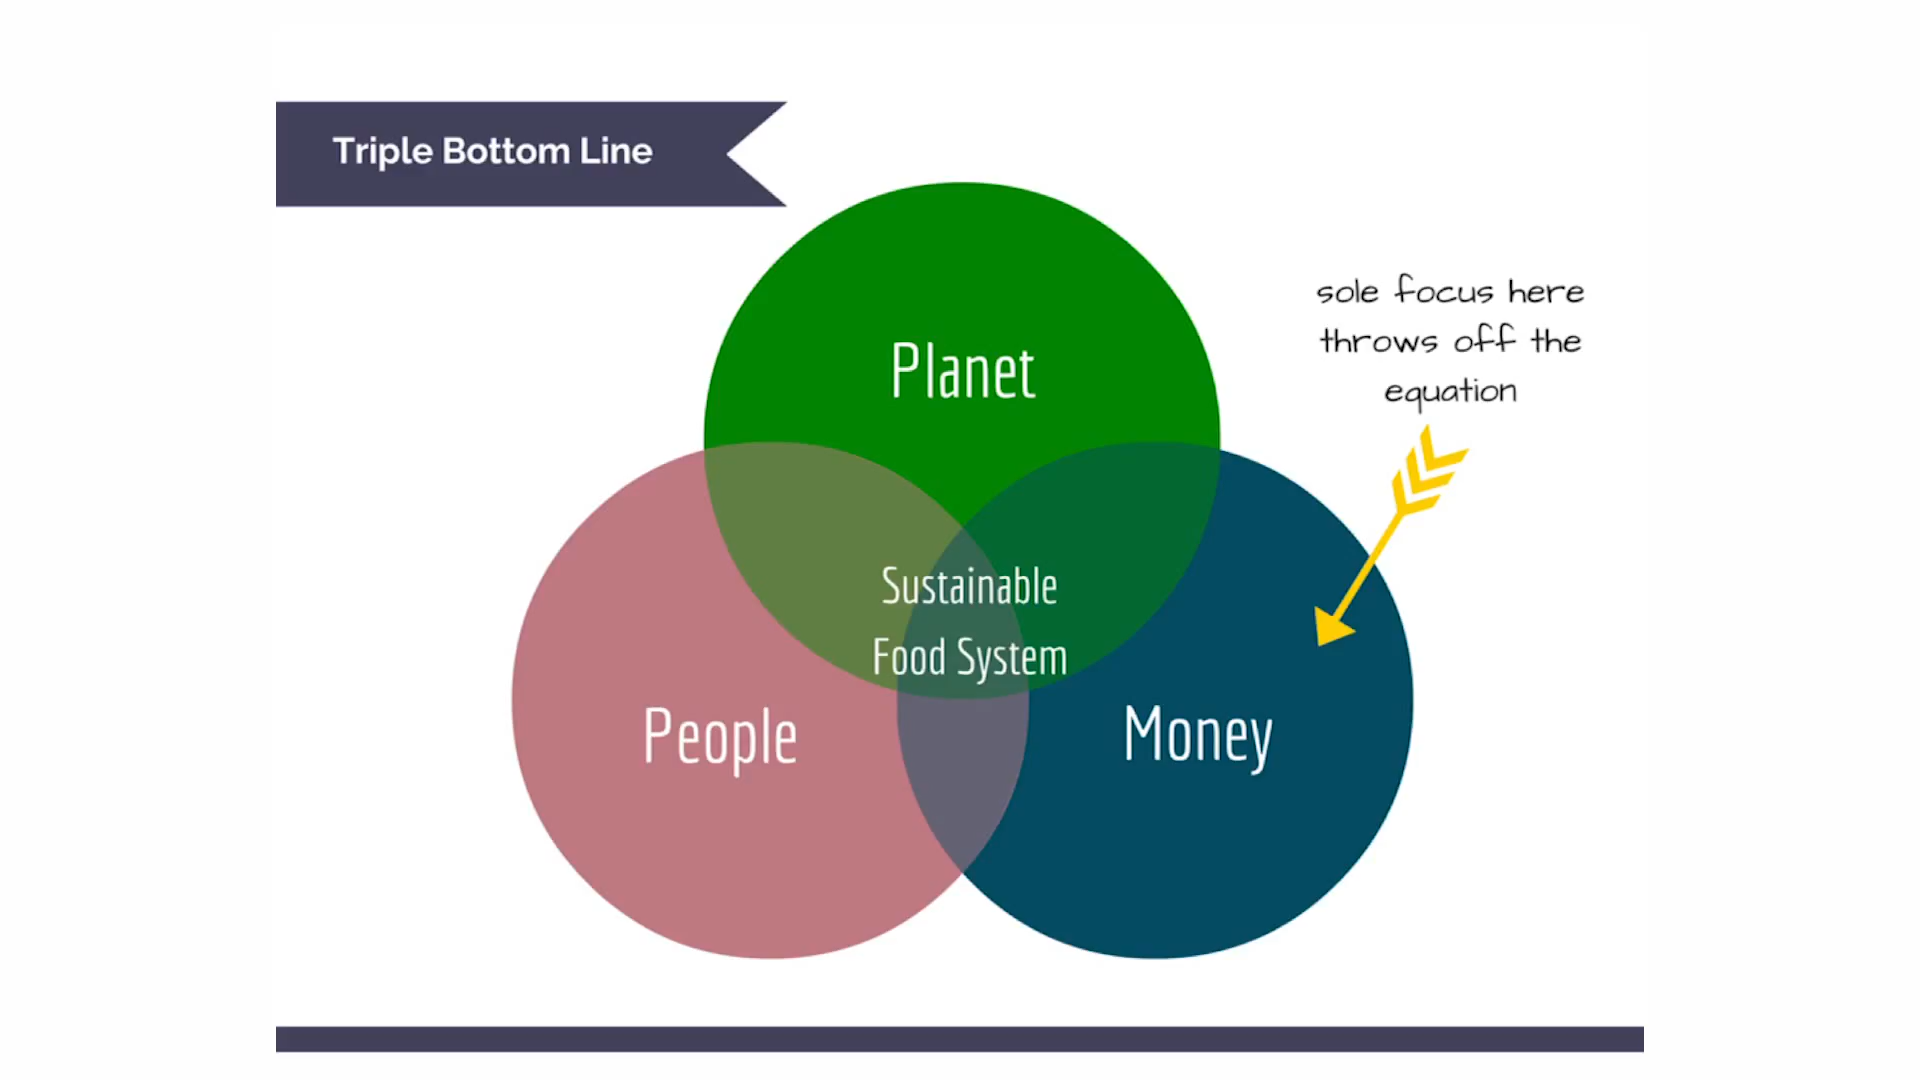 Triple Bottom Line
sole focus here
throws off the
equation
Planet
Sustainable
Food System
People
Money